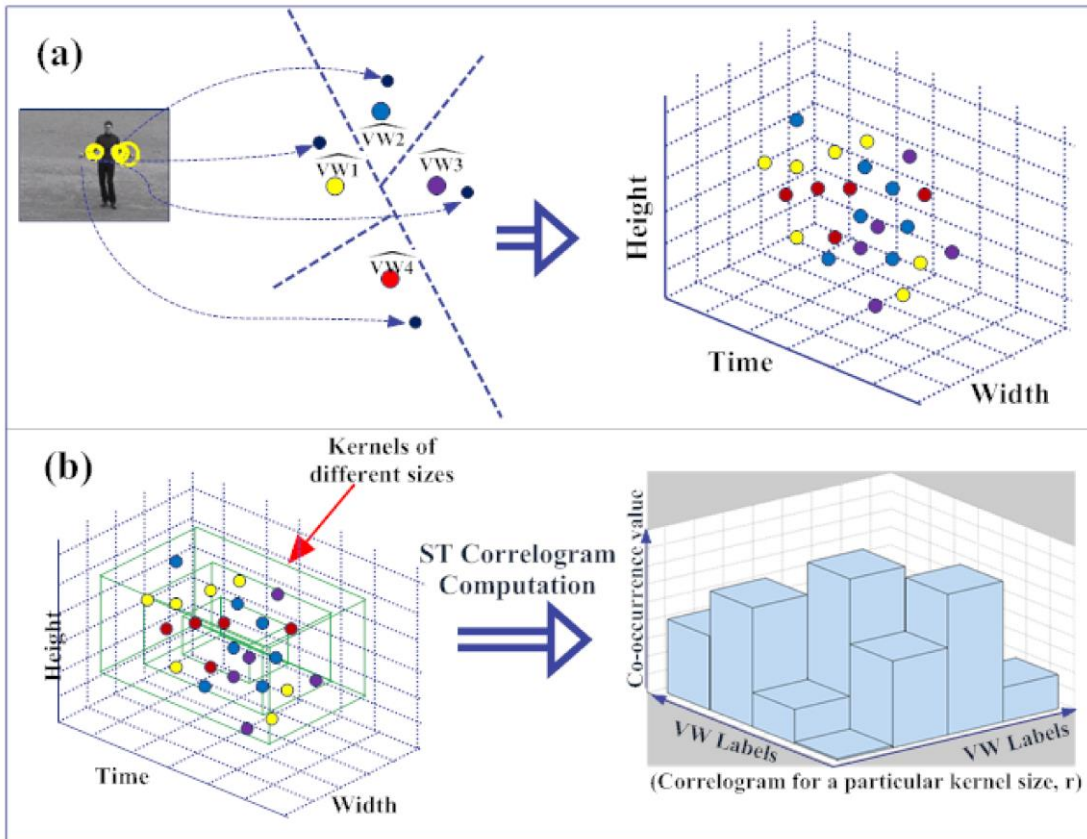 (a)
VW2
VW1
VW3
VW4
Height
Time
Width
(b)
Kernels of
different sizes
Height
Time
Width
ST Correlogram
Computation
Co-occurrence value
VW Labels
VW Labels
(Correlogram for a particular kernel size, r)